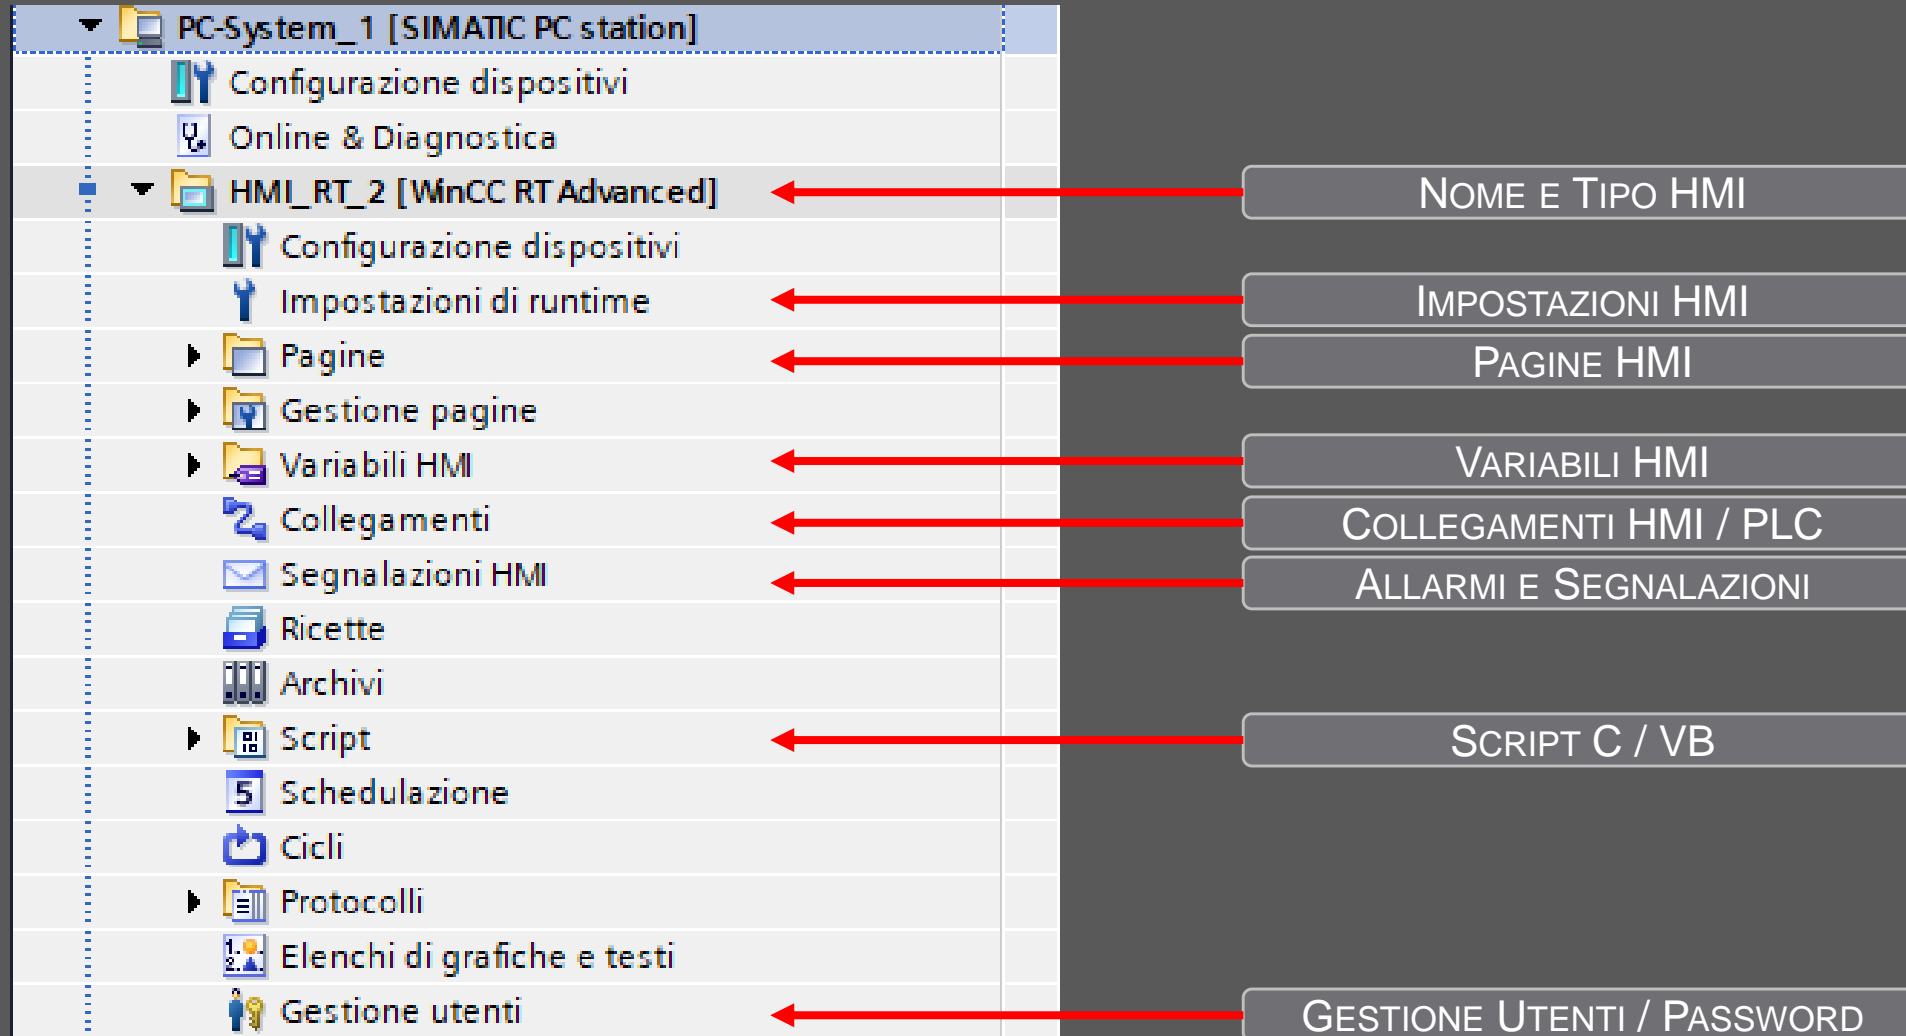 PC-System_1 [SIMATIC PC station]
Configurazione dispositivi
Online & Diagnostica
HMI_RT_2 [WinCC RT Advanced]
NOME E TIPO HMI
Configurazione dispositivi
Impostazioni di runtime
IMPOSTAZIONI HMI
Pagine
PAGINE HMI
Gestione pagine
Variabili HMI
VARIABILI HMI
Collegamenti
COLLEGAMENTI HMI / PLC
Segnalazioni HMI
ALLARMI E SEGNALAZIONI
Ricette
Archivi
Script
SCRIPT C / VB
Schedulazione
Cicli
Protocolli
Elenchi di grafiche e testi
Gestione utenti
GESTIONE UTENTI / PASSWORD